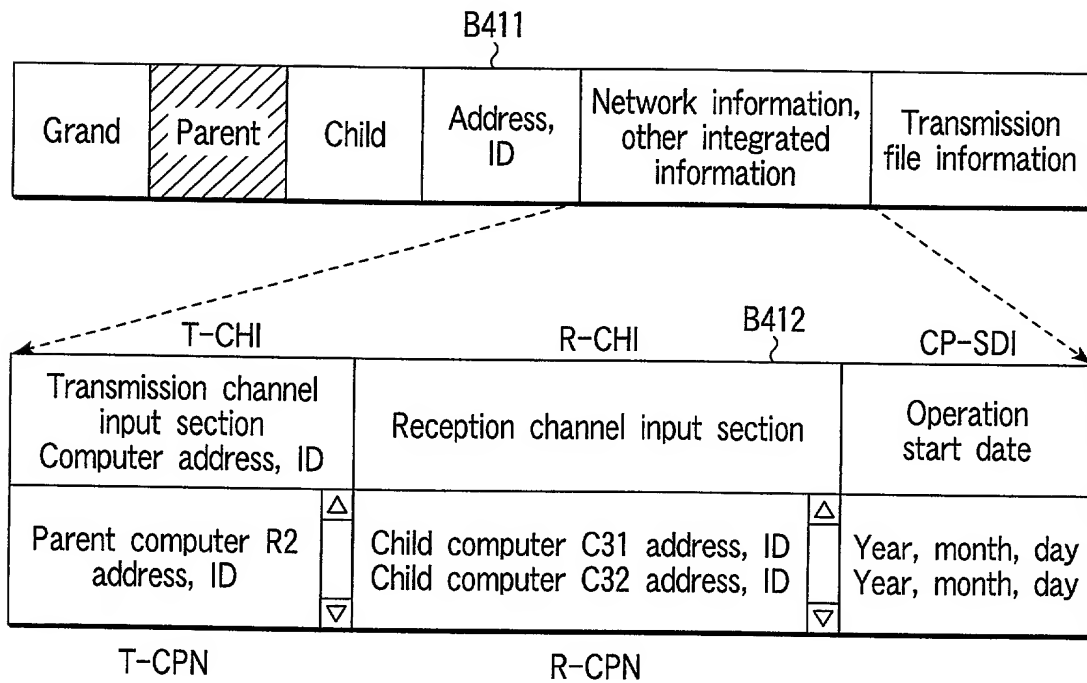 B411
Grand
Parent
Child
Address,
ID
Network information,
other integrated
information
Transmission
file information
T-CHI
R-CHI
B412
CP-SDI
Transmission channel
input section
Computer address, ID
Reception channel input section
Operation
start date
Parent computer R2
address, ID
Child computer C31 address, ID
Child computer C32 address, ID
Year, month, day
Year, month, day
T-CPN
R-CPN